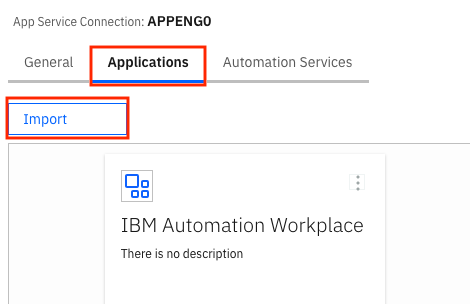 App Service Connection: APPENG0
General Applications Automation Services
Import
IBM Automation Workplace
There is no description